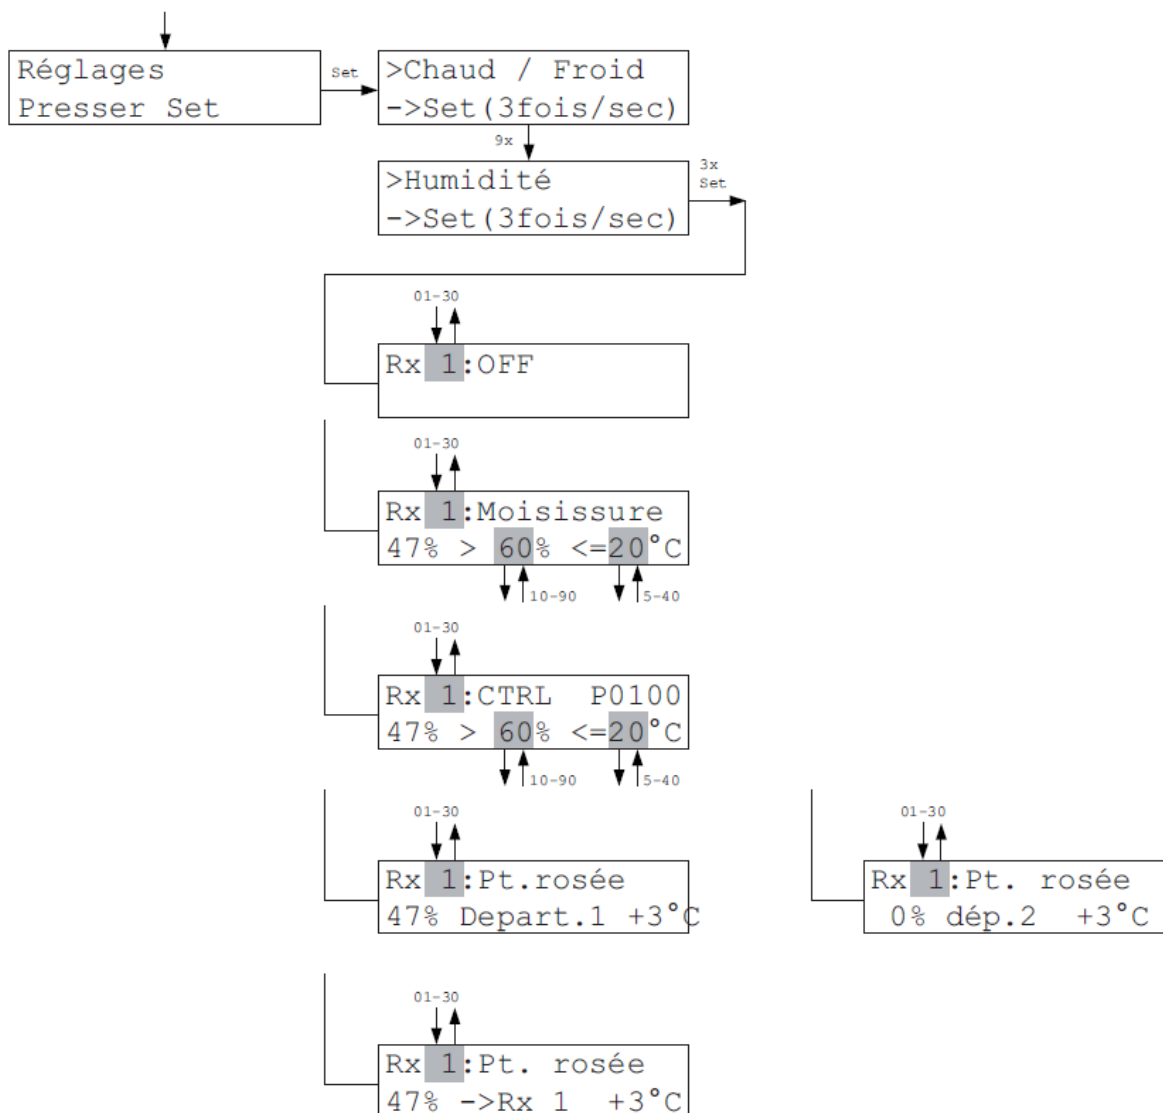 Réglages
Presser Set
Set
>Chaud / Froid
->Set(3fois/sec)
9x
>Humidité
->Set(3fois/sec)
3x
Set
01-30
Rx 1:OFF
01-30
Rx 1:Moisissure
47% > 60% <=20°C
10-90
5-40
01-30
Rx 1:CTRL P0100
47% > 60% <=20°C
10-90
5-40
01-30
Rx 1:Pt.rosée
47% Depart.1 +3°C
01-30
Rx 1:Pt. rosée
0% dép.2 +3°C
01-30
Rx 1:Pt. rosée
47% ->Rx 1 +3°C